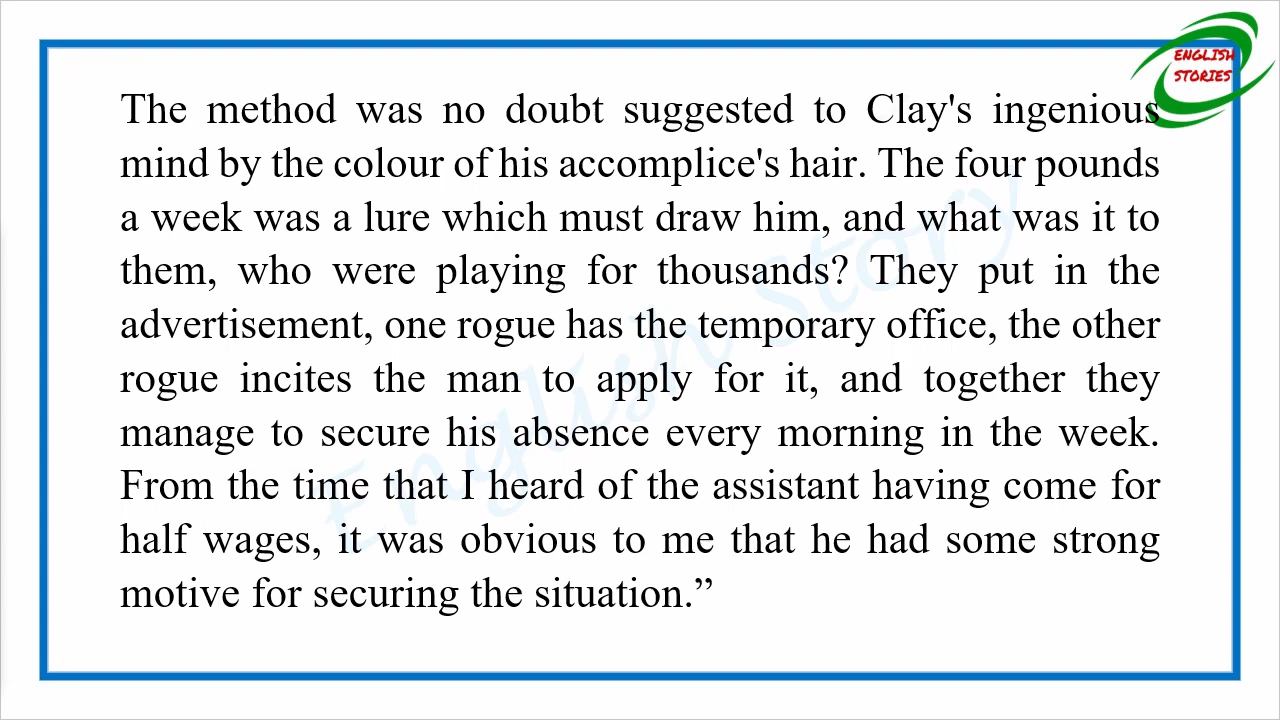 ENGLISH
STORIES
The method was no doubt suggested to Clay's ingenious
mind by the colour of his accomplice's hair. The four pounds
a week was a lure which must draw him, and what was it to
them, who were playing for thousands? They put in the
advertisement, one rogue has the temporary office, the other
rogue incites the man to apply for it, and together they
manage to secure his absence every morning in the week.
From the time that I heard of the assistant having come for
half wages, it was obvious to me that he had some strong
motive for securing the situation.”
English Story